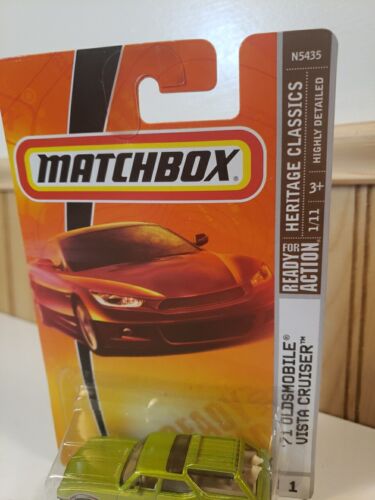 N5435
MATCHBOX®
HERITAGE CLASSICS
HIGHLY DETAILED
1/11
3+
READY FOR
ACTION
'71 OLDSMOBILE®
VISTA CRUISER™
1